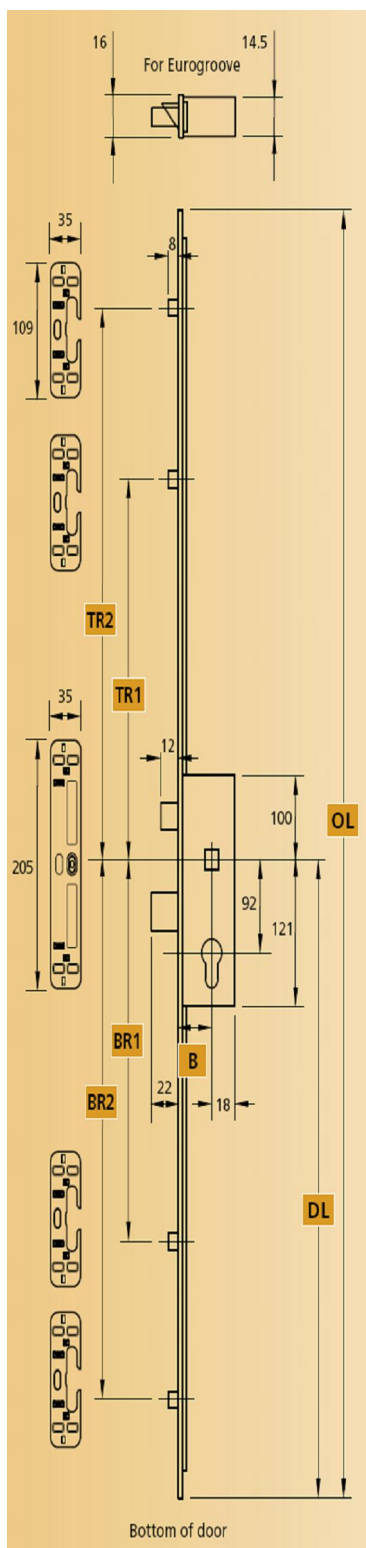 16
14.5
For Eurogroove
35
8
109
TR2
TR1
35
12
100
OL
205
92
121
BR1
B
BR2
22
18
DL
Bottom of door